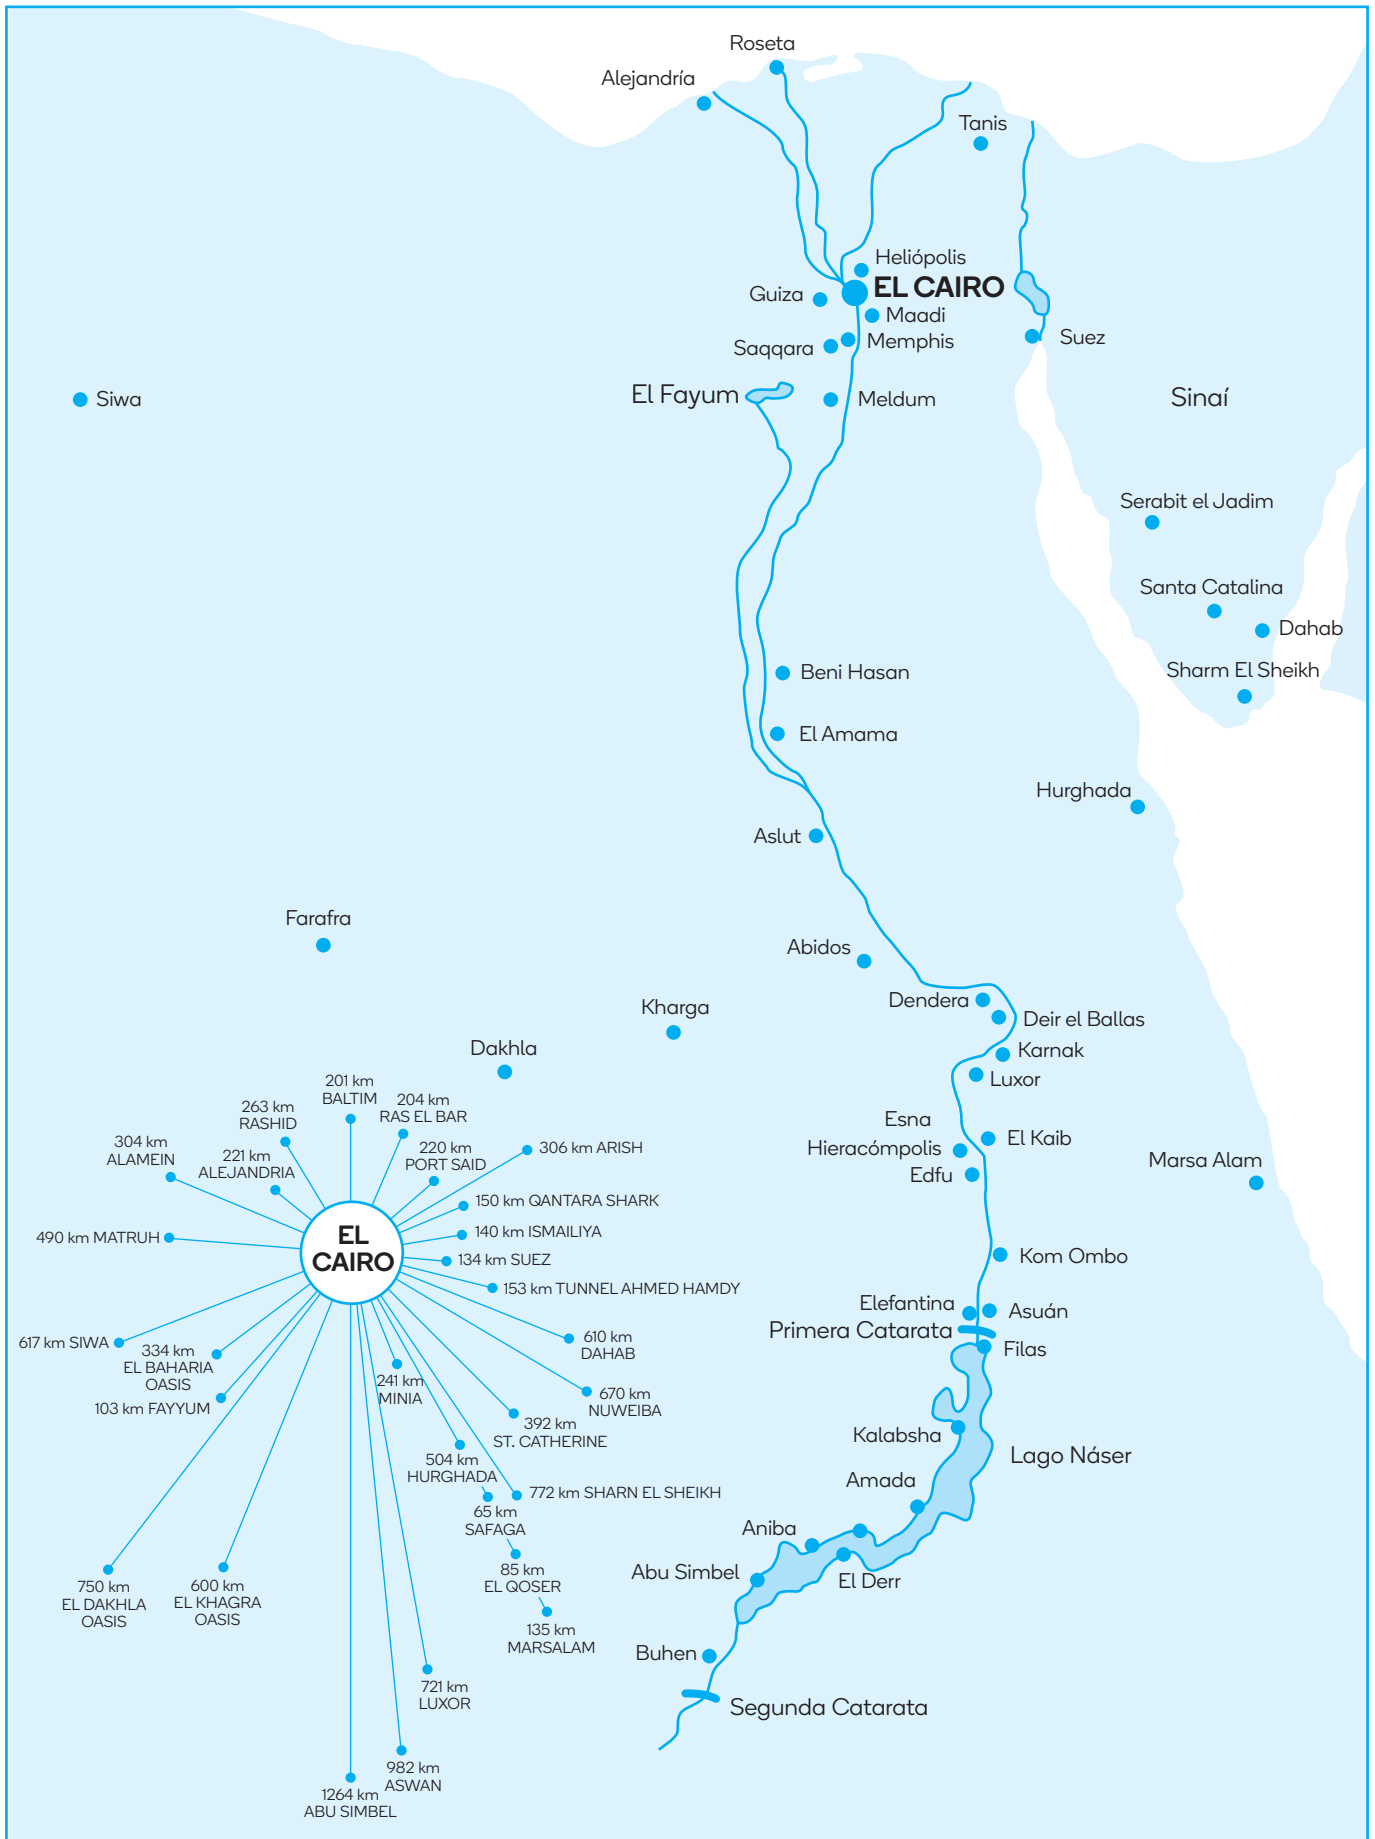 Roseta
Alejandría
Tanis
Heliópolis
EL CAIRO
Guiza
Maadi
Suez
Memphis
Saqqara
El Fayum
Meldum
Sinaí
Siwa
Serabit el Jadim
Santa Catalina
Dahab
Sharm El Sheikh
Beni Hasan
El Amama
Hurghada
Aslut
Farafra
Abidos
Dendera
Kharga
Deir el Ballas
Dakhla
Karnak
Luxor
Esna
Hieracómpolis
El Kaib
Edfu
Marsa Alam
Kom Ombo
Elefantina
Asuán
Primera Catarata
Filas
Kalabsha
Lago Náser
Amada
Aniba
Abu Simbel
El Derr
Buhen
Segunda Catarata
EL
CAIRO
201 km
BALTIM
204 km
RAS EL BAR
263 km
RASHID
220 km
PORT SAID
306 km ARISH
304 km
ALAMEIN
221 km
ALEJANDRIA
150 km QANTARA SHARK
140 km ISMAILIYA
490 km MATRUH
134 km SUEZ
153 km TUNNEL AHMED HAMDY
617 km SIWA
334 km
EL BAHARIA
OASIS
103 km FAYYUM
610 km
DAHAB
241 km
MINIA
670 km
NUWEIBA
392 km
ST. CATHERINE
504 km
HURGHADA
772 km SHARN EL SHEIKH
65 km
SAFAGA
85 km
EL QOSER
135 km
MARSALAM
750 km
EL DAKHLA
OASIS
600 km
EL KHAGRA
OASIS
721 km
LUXOR
982 km
ASWAN
1264 km
ABU SIMBEL